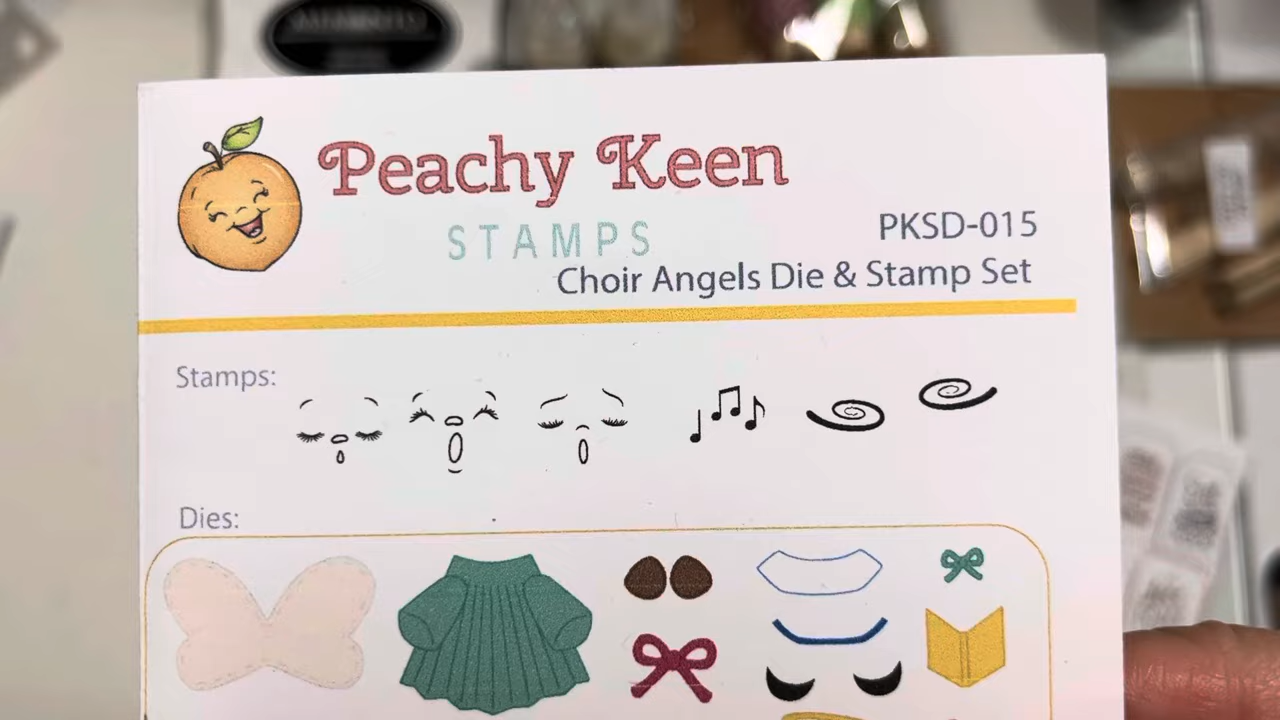 Peachy Keen
STAMPS
PKSD-015
Choir Angels Die & Stamp Set
Stamps:
Dies: